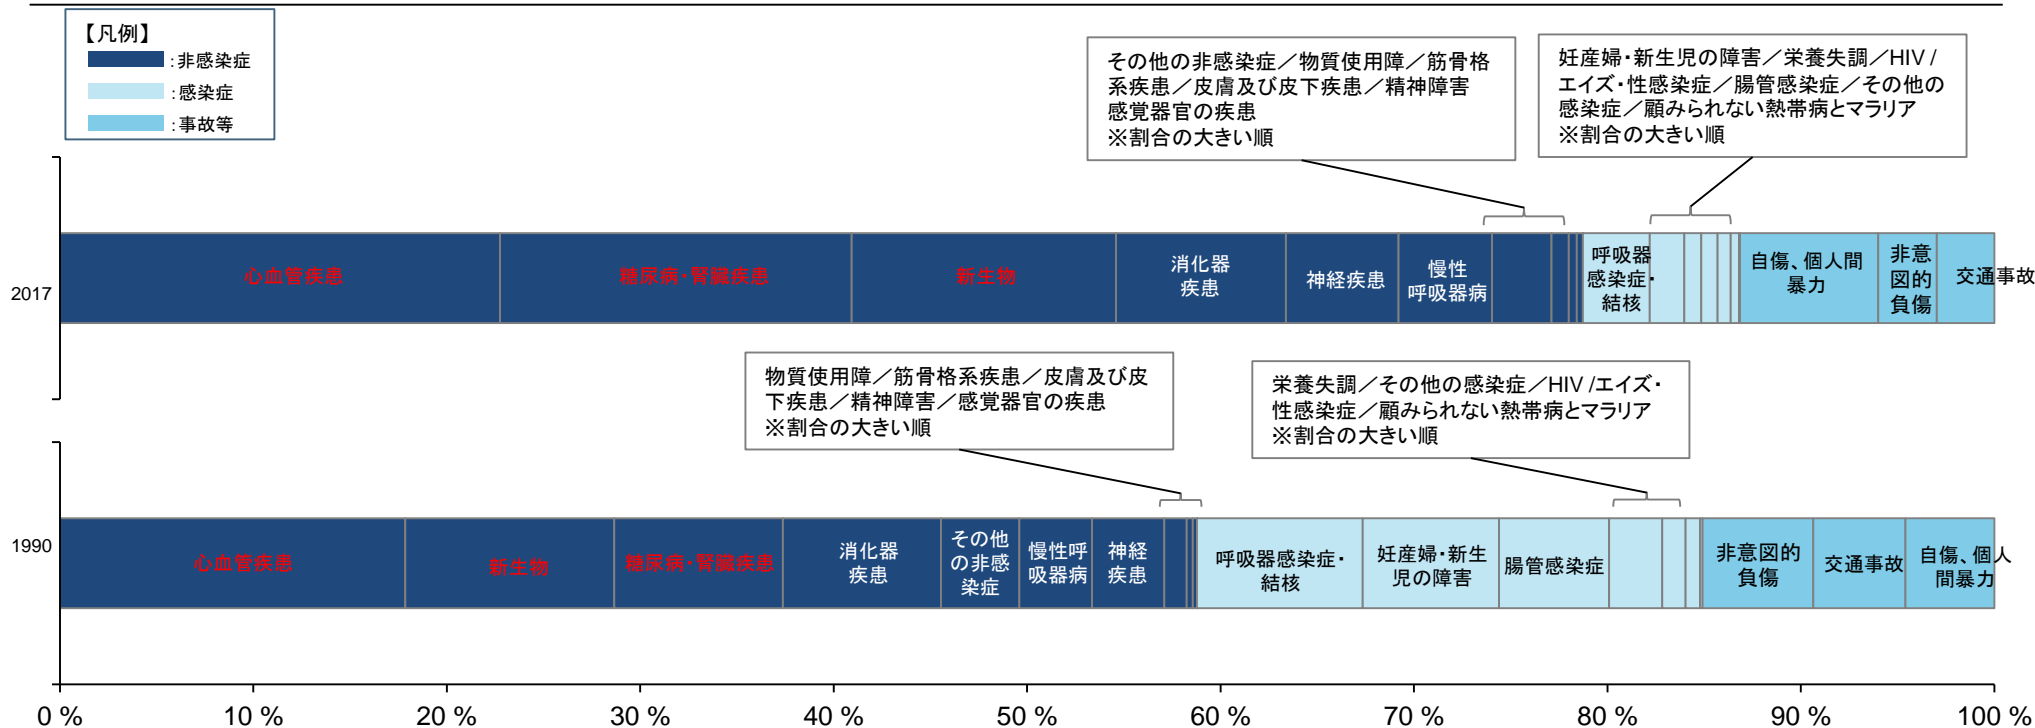 【凡例】
:非感染症
:感染症
:事故等
その他の非感染症／物質使用障／筋骨格
系疾患／皮膚及び皮下疾患／精神障害
感覚器官の疾患
※割合の大きい順
妊産婦・新生児の障害／栄養失調／HIV /
エイズ・性感染症／腸管感染症／その他の
感染症／顧みられない熱帯病とマラリア
※割合の大きい順
2017
心血管疾患
糖尿病・腎臓疾患
新生物
消化器
疾患
神経疾患
慢性
呼吸器病
呼吸器
感染症・
結核
自傷、個人間
暴力
非意
図的
負傷
交通事故
物質使用障／筋骨格系疾患／皮膚及び皮
下疾患／精神障害／感覚器官の疾患
※割合の大きい順
栄養失調／その他の感染症／HIV /エイズ・
性感染症／顧みられない熱帯病とマラリア
※割合の大きい順
1990
心血管疾患
新生物
糖尿病・腎臓疾患
消化器
疾患
その他
の非感
染症
慢性呼
吸器病
神経
疾患
呼吸器感染症・
結核
妊産婦・新生
児の障害
腸管感染症
非意図的
負傷
交通事故
自傷、個人
間暴力
0 %
10 %
20 %
30 %
40 %
50 %
60 %
70 %
80 %
90 %
100 %